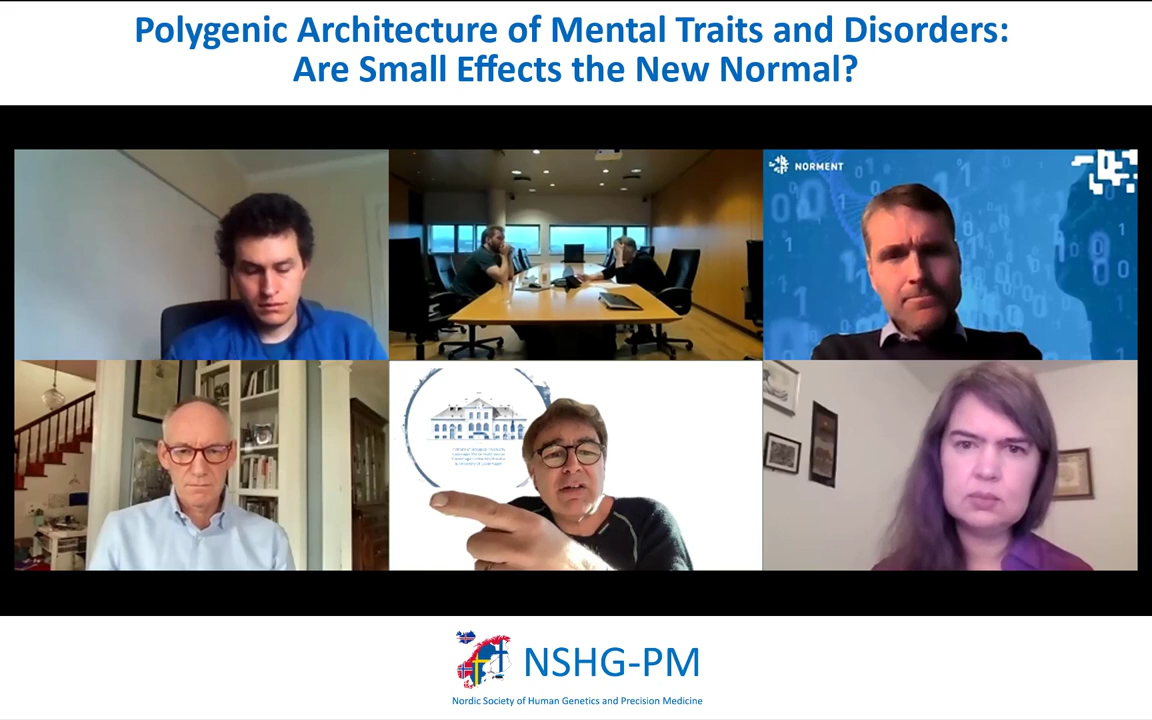 Polygenic Architecture of Mental Traits and Disorders:
Are Small Effects the New Normal?
NORMENT
NSHG-PM
Nordic Society of Human Genetics and Precision Medicine